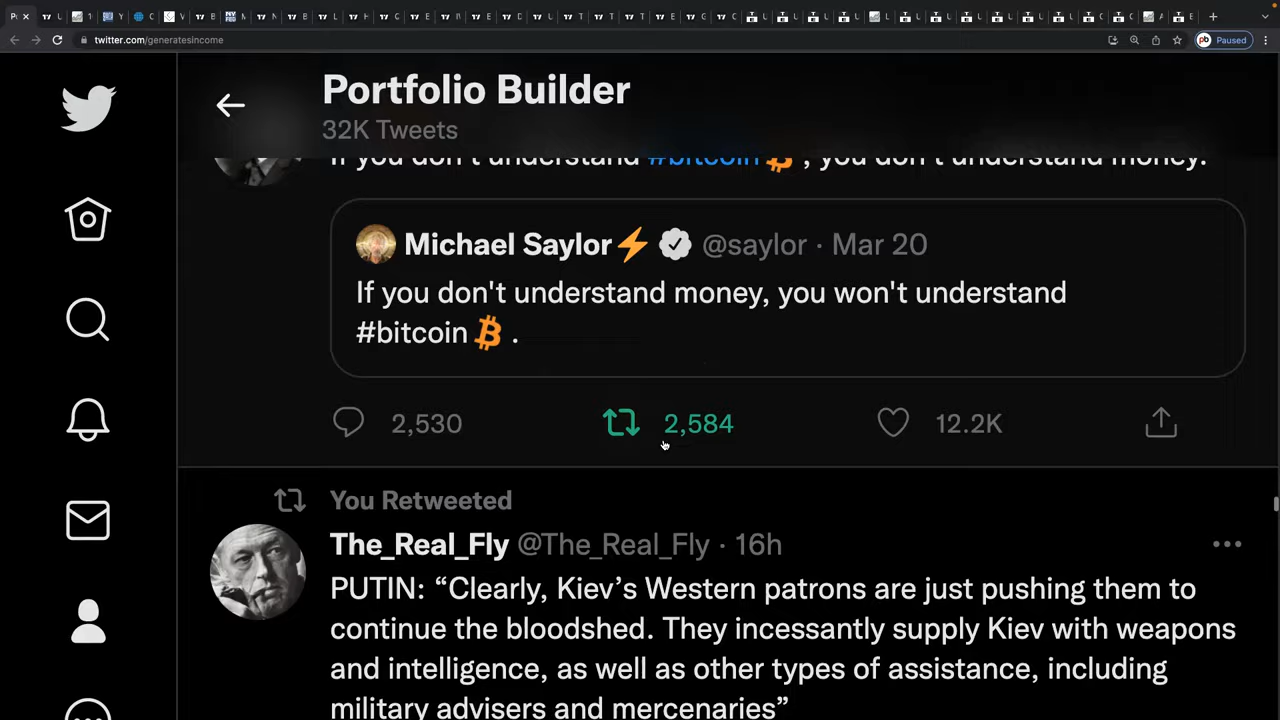 twitter.com/generatesincome
pb Paused
Portfolio Builder
32K Tweets
If you don't understand #bitcoin , you don't understand money.
Michael Saylor⚡ @saylor · Mar 20
If you don't understand money, you won't understand
#bitcoin .
2,530 2,584 12.2K
You Retweeted
The_Real_Fly @The_Real_Fly · 16h
PUTIN: “Clearly, Kiev’s Western patrons are just pushing them to
continue the bloodshed. They incessantly supply Kiev with weapons
and intelligence, as well as other types of assistance, including
military advisers and mercenaries”